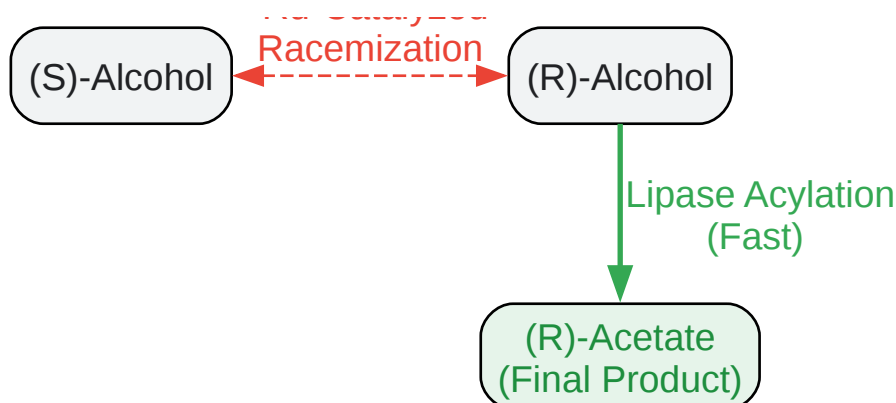 Racemization
(S)-Alcohol
(R)-Alcohol
Lipase Acylation
(Fast)
(R)-Acetate
(Final Product)